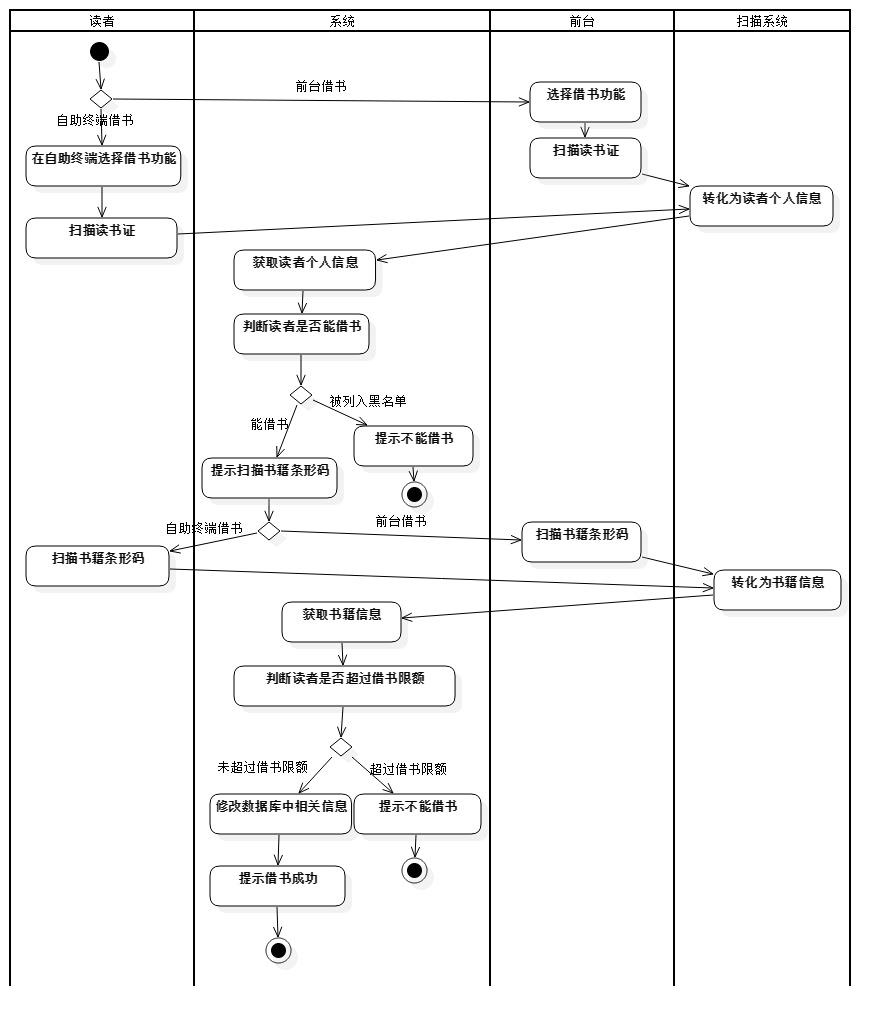 读者
系统
前台
扫描系统
前台借书
选择借书功能
自助终端借书
在自助终端选择借书功能
扫描读书证
转化为读者个人信息
扫描读书证
获取读者个人信息
判断读者是否能借书
被列入黑名单
能借书
提示不能借书
提示扫描书籍条形码
自助终端借书
前台借书
扫描书籍条形码
扫描书籍条形码
转化为书籍信息
获取书籍信息
判断读者是否超过借书限额
未超过借书限额
超过借书限额
修改数据库中相关信息
提示不能借书
提示借书成功